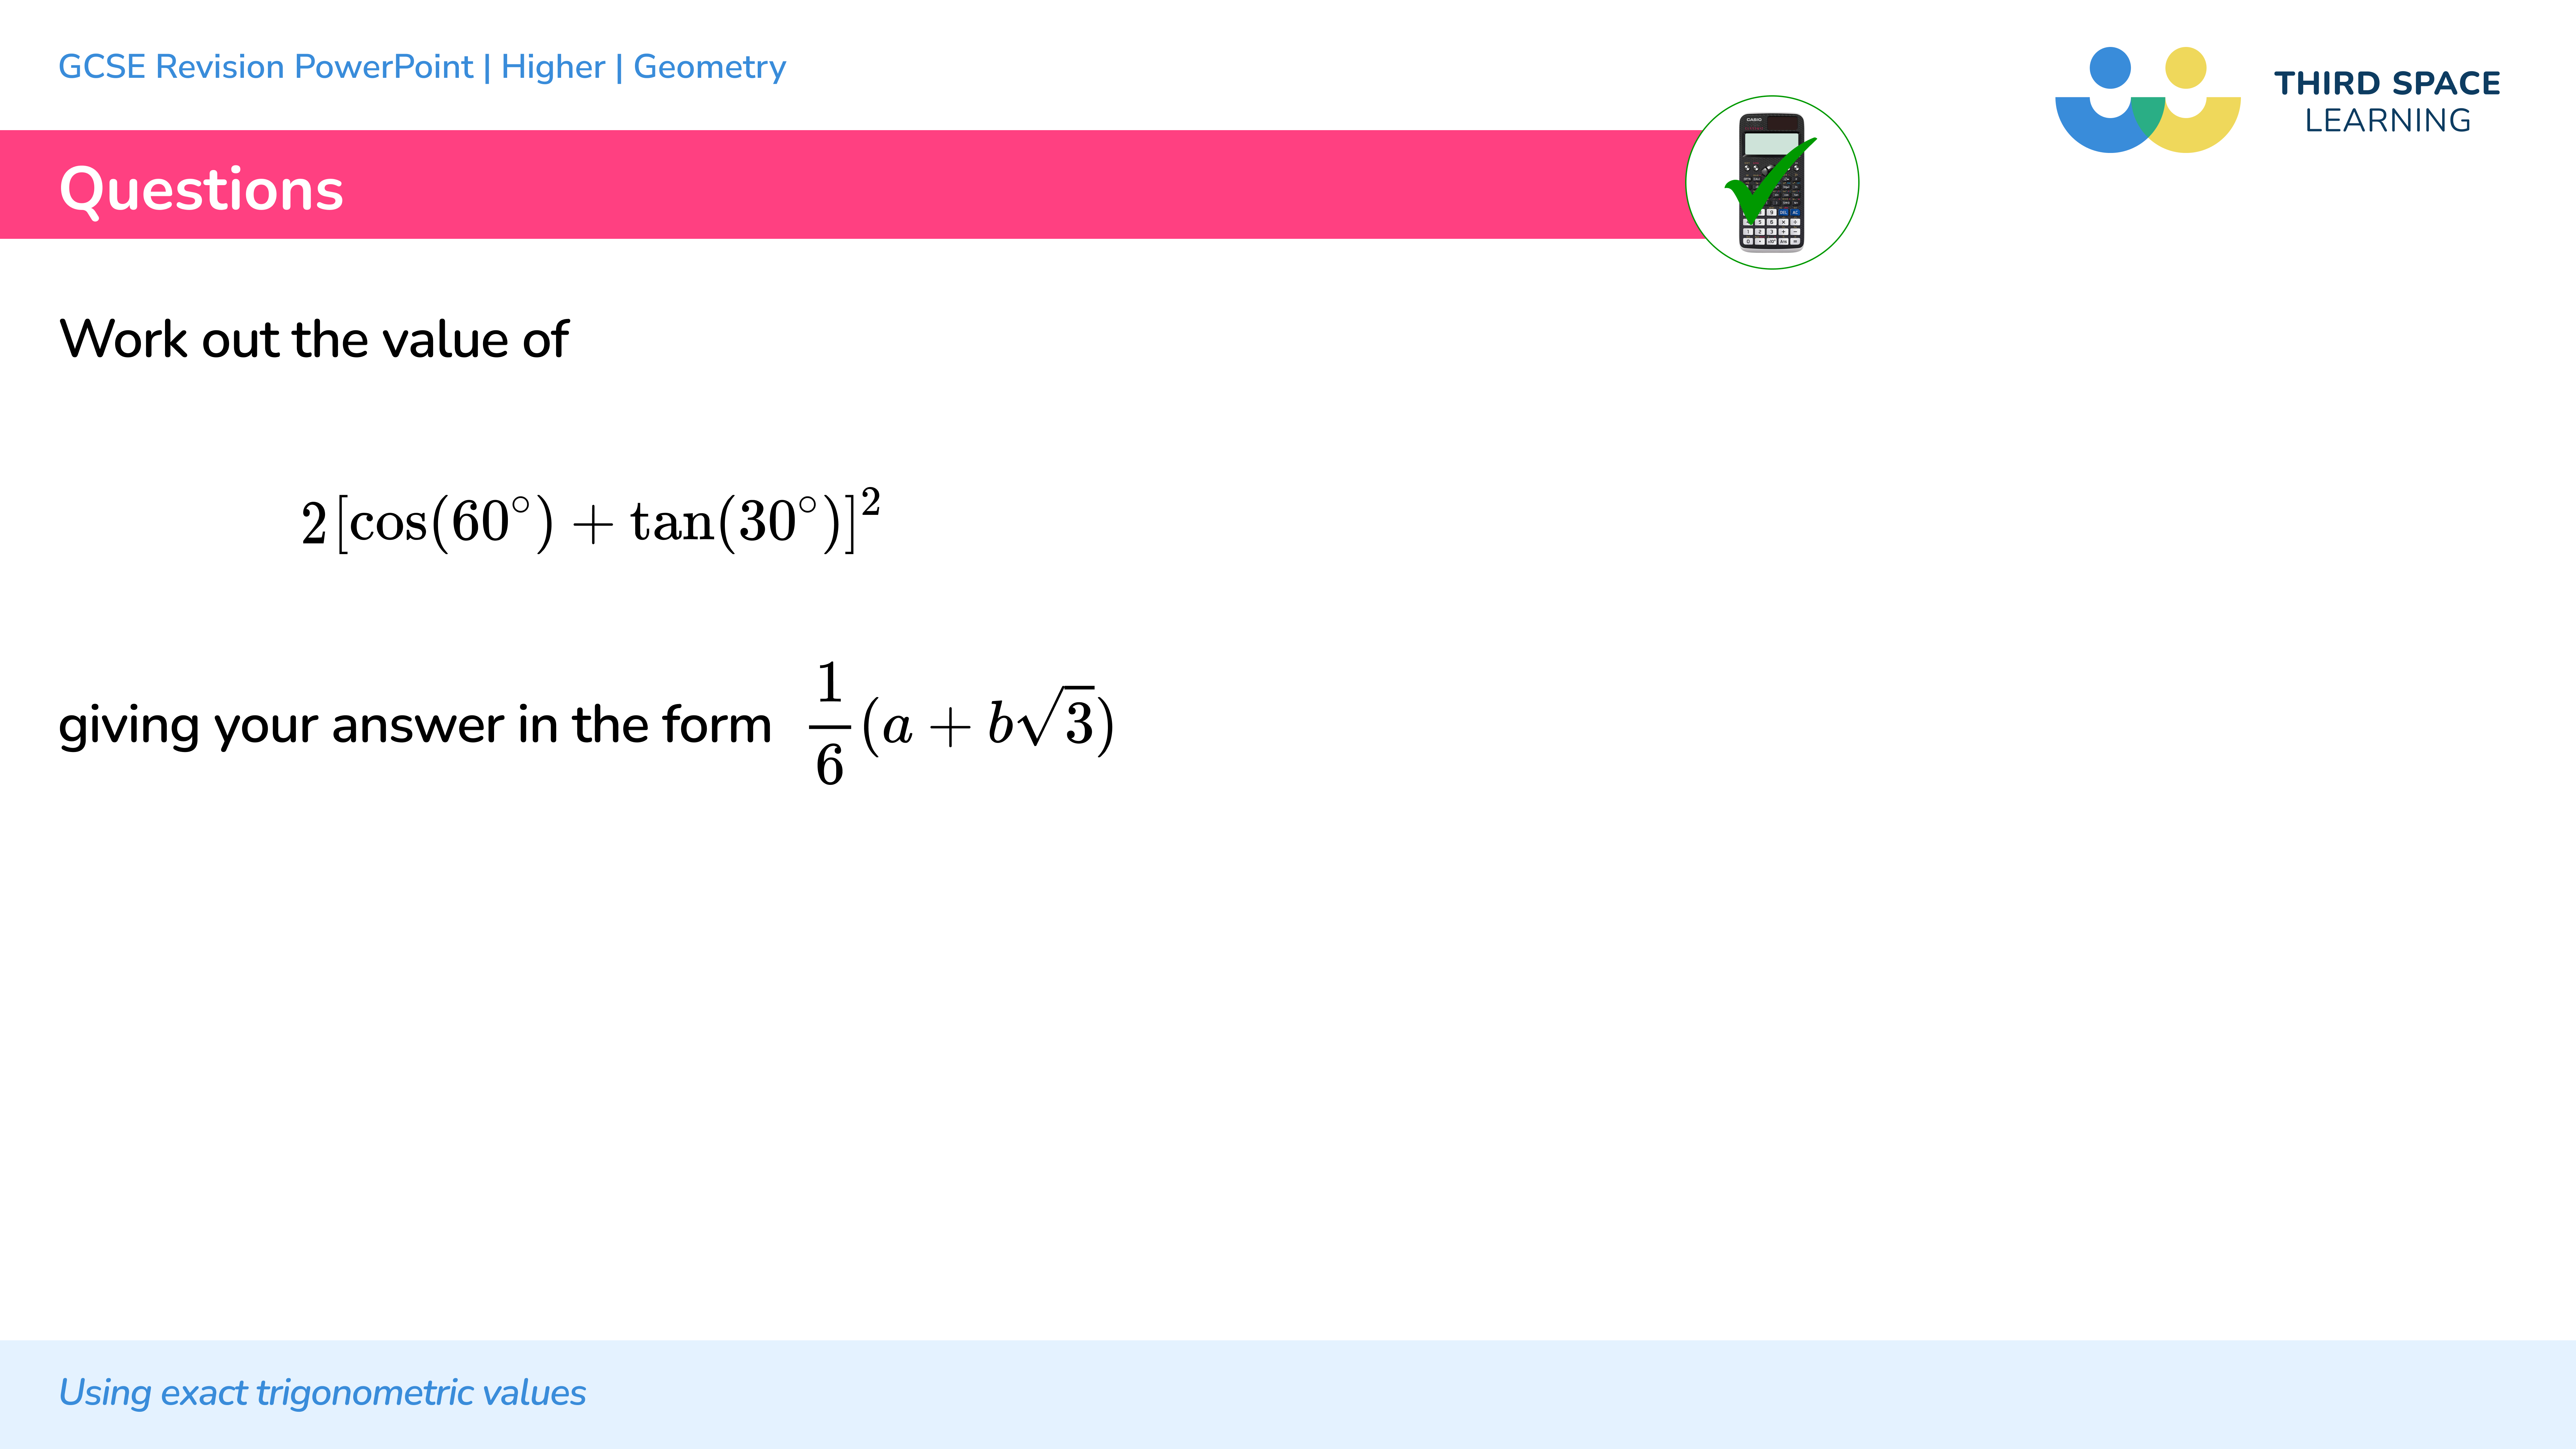 GCSE Revision PowerPoint | Higher | Geometry
THIRD SPACE
LEARNING
Questions
CASIO
Work out the value of
2[cos(60°) + tan(30°)]²
giving your answer in the form 1/6(a + b√3)
Using exact trigonometric values